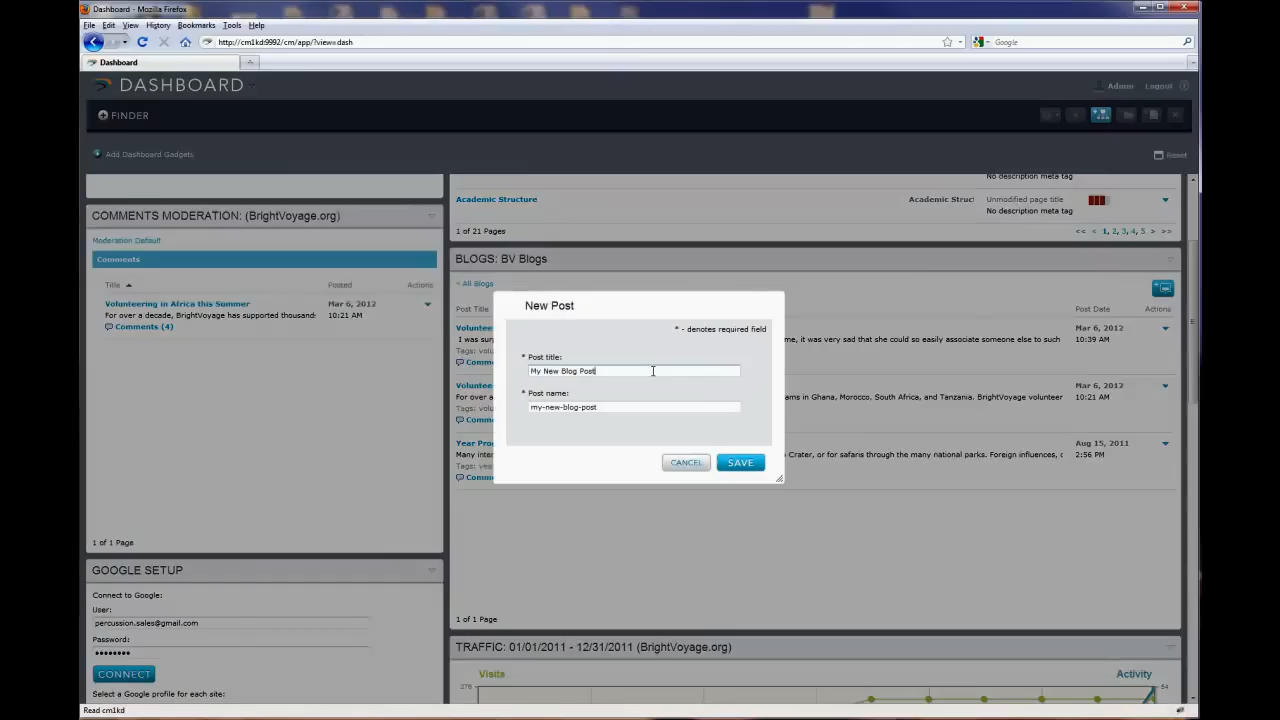 Dashboard - Mozilla Firefox
File Edit View History Bookmarks Tools Help
http://cm1kd:9992/cm/app/?view=dash
Google
Dashboard
DASHBOARD
Admin Logout
FINDER
Add Dashboard Gadgets
Reset
No description meta tag
Academic Structure
Academic Struc
Unmodified page title
No description meta tag
1 of 21 Pages
<< < 1, 2, 3, 4, 5 > >>
COMMENTS MODERATION: (BrightVoyage.org)
Moderation Default
Comments
Title Posted Actions
Volunteering in Africa this Summer Mar 6, 2012
For over a decade, BrightVoyage has supported thousand 10:21 AM
Comments (4)
1 of 1 Page
BLOGS: BV Blogs
< All Blogs
Post Title Post Date Actions
Voluntee Mar 6, 2012
I was sur me, it was very sad that she could so easily associate someone else to such 10:39 AM
Tags: volu
Comm
Voluntee Mar 6, 2012
For over a ams in Ghana, Morocco, South Africa, and Tanzania. BrightVoyage volunteer 10:21 AM
Tags: volu
Comm
Year Pro Aug 15, 2011
Many inter o Crater, or for safaris through the many national parks. Foreign influences, c 2:56 PM
Tags: yea
Comm
1 of 1 Page
New Post
* - denotes required field
* Post title:
My New Blog Post
* Post name:
my-new-blog-post
CANCEL SAVE
GOOGLE SETUP
Connect to Google:
User:
percussion.sales@gmail.com
Password:
CONNECT
Select a Google profile for each site:
TRAFFIC: 01/01/2011 - 12/31/2011 (BrightVoyage.org)
Visits Activity
276 54
Read cm1kd